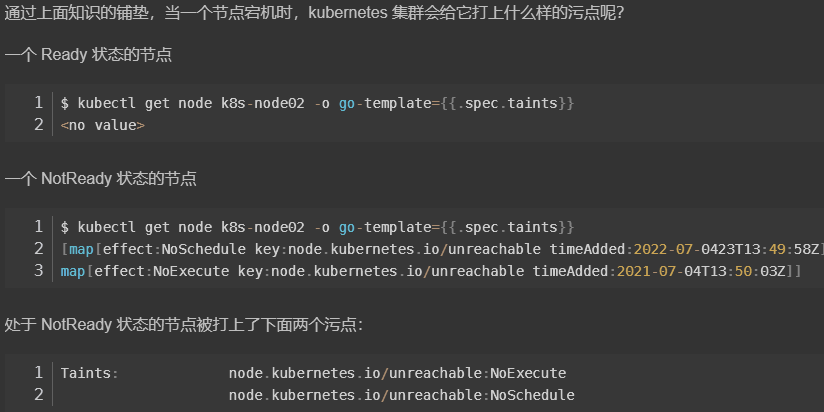 通过上面知识的铺垫，当一个节点宕机时，kubernetes 集群会给它打上什么样的污点呢？
一个 Ready 状态的节点
1 $ kubectl get node k8s-node02 -o go-template={{.spec.taints}}
2 <no value>
一个 NotReady 状态的节点
1 $ kubectl get node k8s-node02 -o go-template={{.spec.taints}}
2 [map[effect:NoSchedule key:node.kubernetes.io/unreachable timeAdded:2022-07-0423T13:49:58Z]
3 map[effect:NoExecute key:node.kubernetes.io/unreachable timeAdded:2021-07-04T13:50:03Z]]
处于 NotReady 状态的节点被打上了下面两个污点：
1 Taints:             node.kubernetes.io/unreachable:NoExecute
2                     node.kubernetes.io/unreachable:NoSchedule